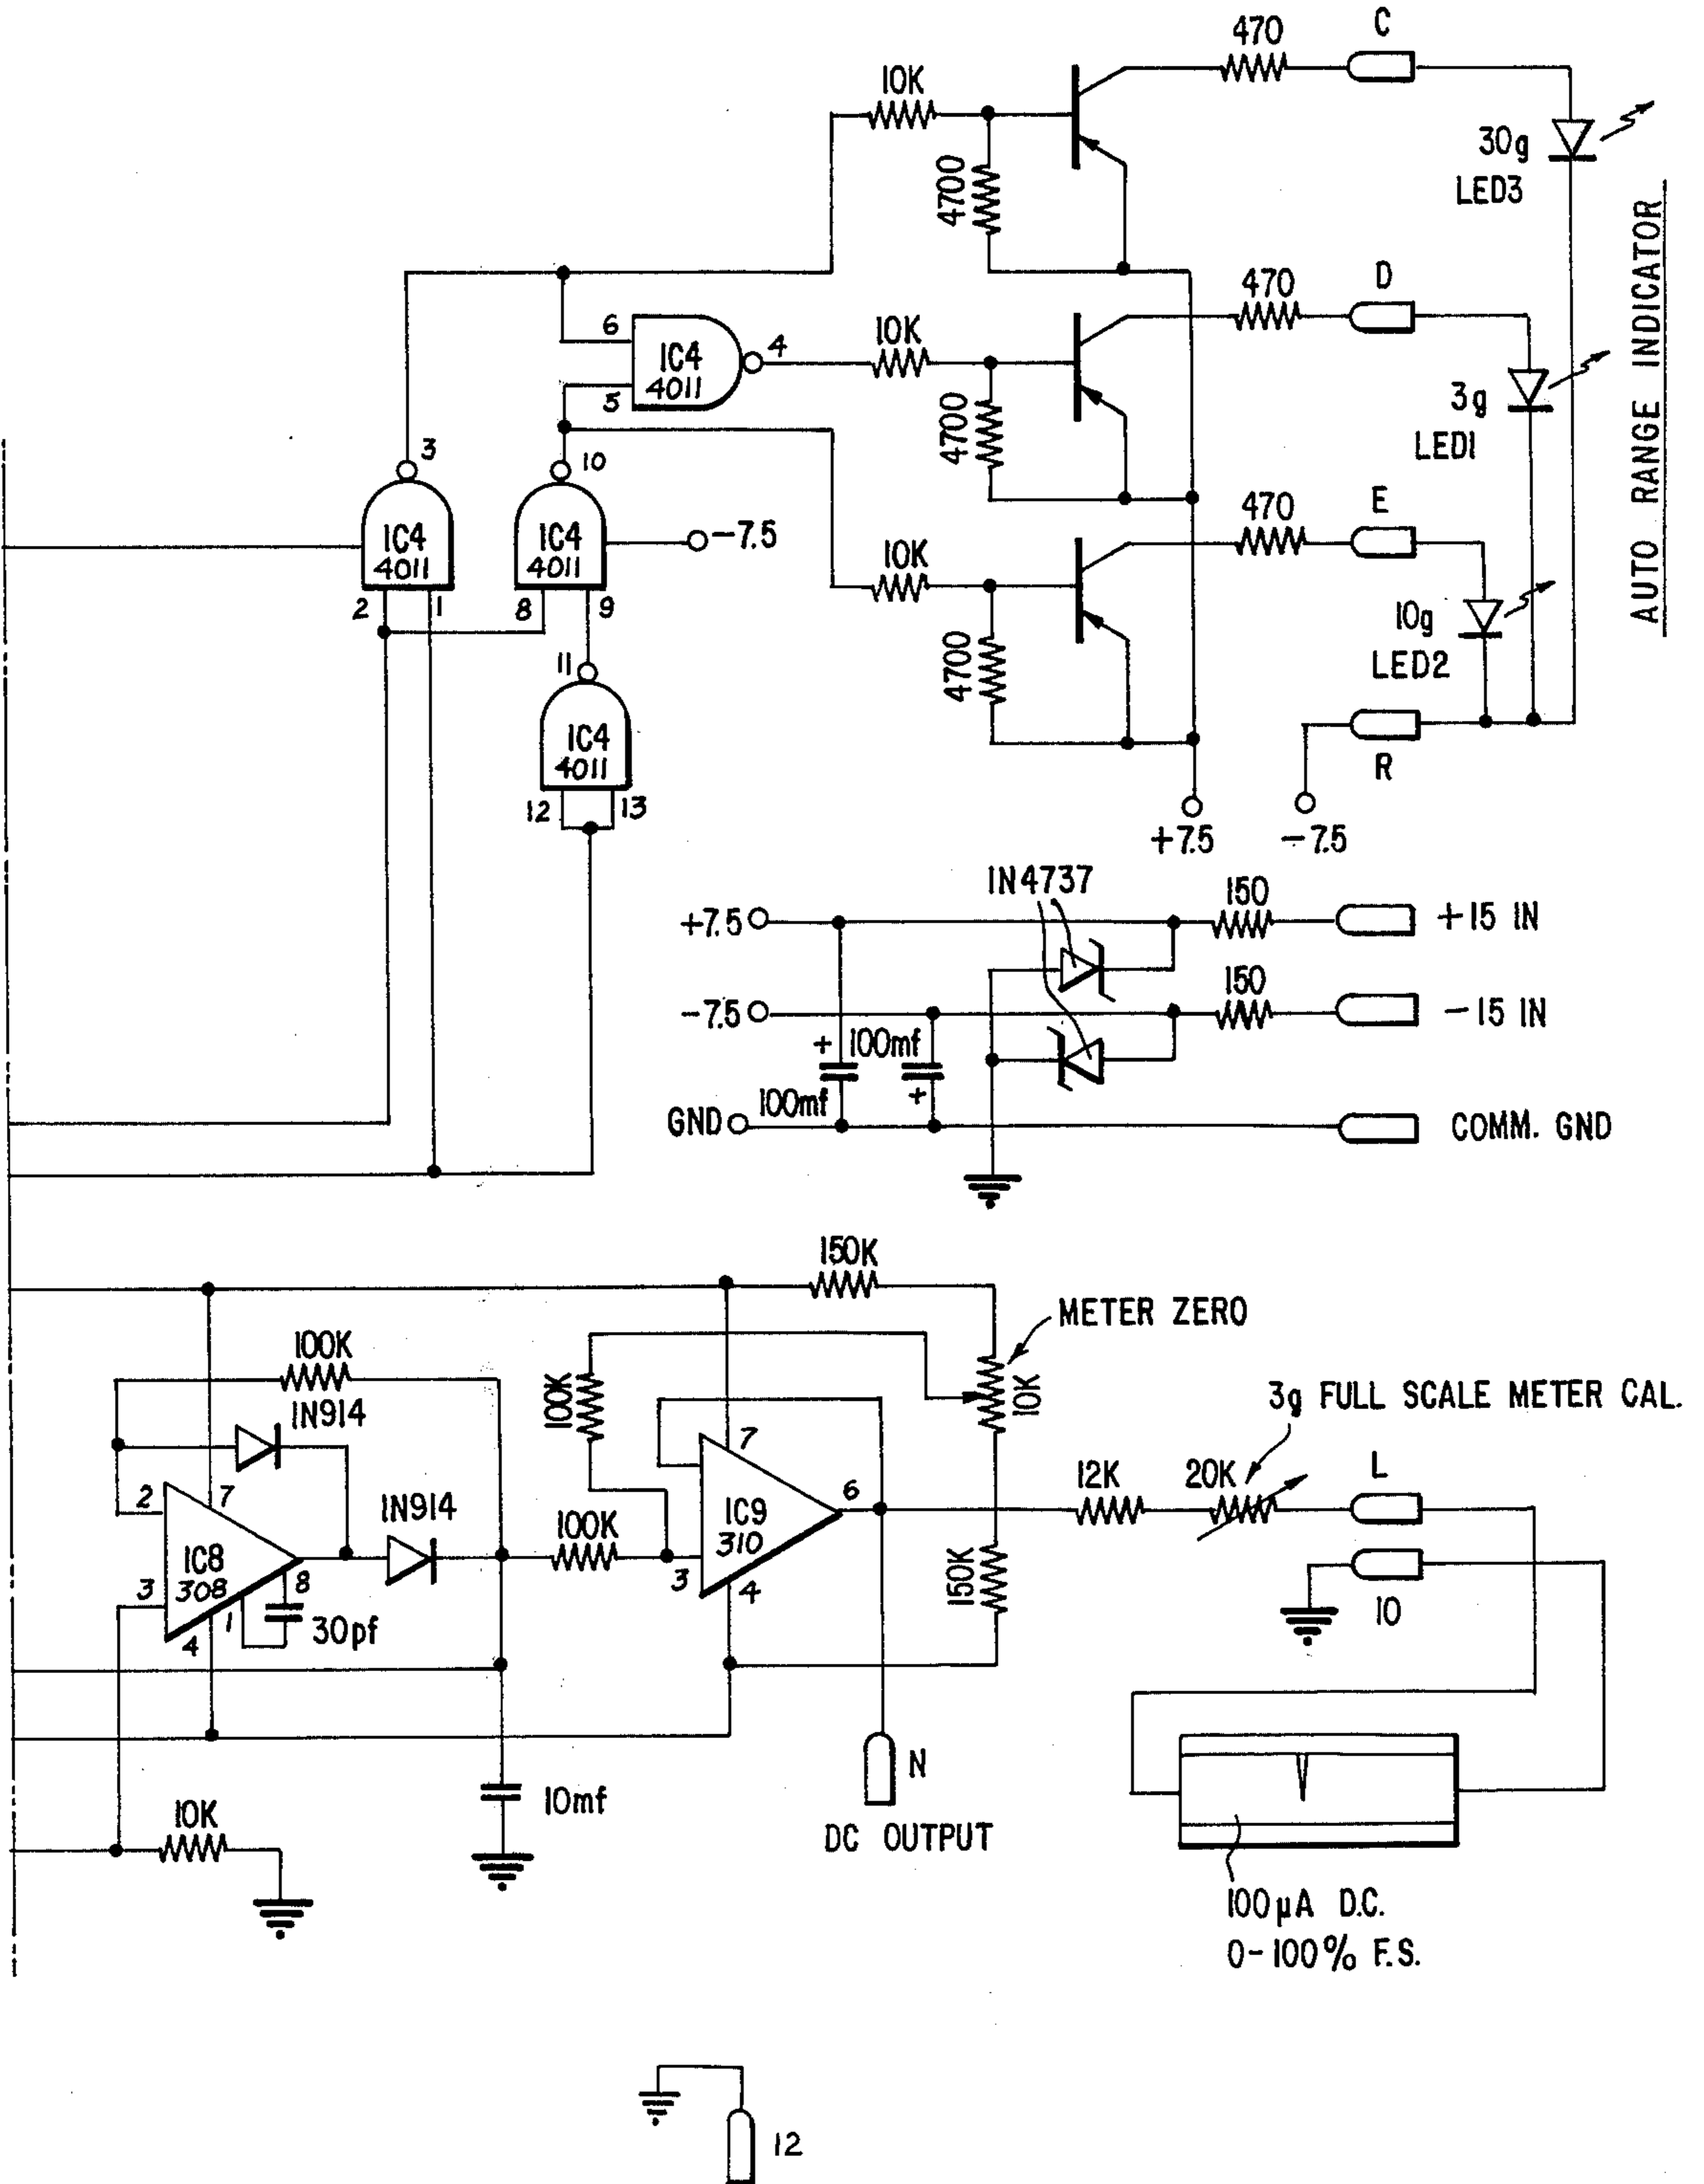 470
C
10K
4700
30g
LED3
AUTO RANGE INDICATOR
470
D
6
IC4
4011
4
5
10K
4700
3g
LED1
3
10
IC4
4011
IC4
4011
-7.5
2
1
8
9
10K
4700
470
E
10g
LED2
11
IC4
4011
12
13
R
+7.5
-7.5
1N4737
+7.5
150
+15 IN
-7.5
150
-15 IN
+
100mf
100mf
+
GND
COMM. GND
150K
METER ZERO
100K
1N914
100K
10K
3g FULL SCALE METER CAL.
2
7
1N914
7
IC8
308
3
8
1
4
30pf
100K
IC9
310
3
4
6
12K
20K
L
150K
10
N
DC OUTPUT
10mf
10K
100µA D.C.
0-100% F.S.
12